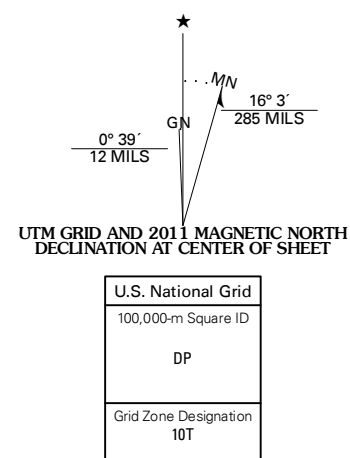 ★
MN
GN
16° 3´
285 MILS
0° 39´
12 MILS
UTM GRID AND 2011 MAGNETIC NORTH
DECLINATION AT CENTER OF SHEET
U.S. National Grid
100,000-m Square ID
DP
Grid Zone Designation
10T